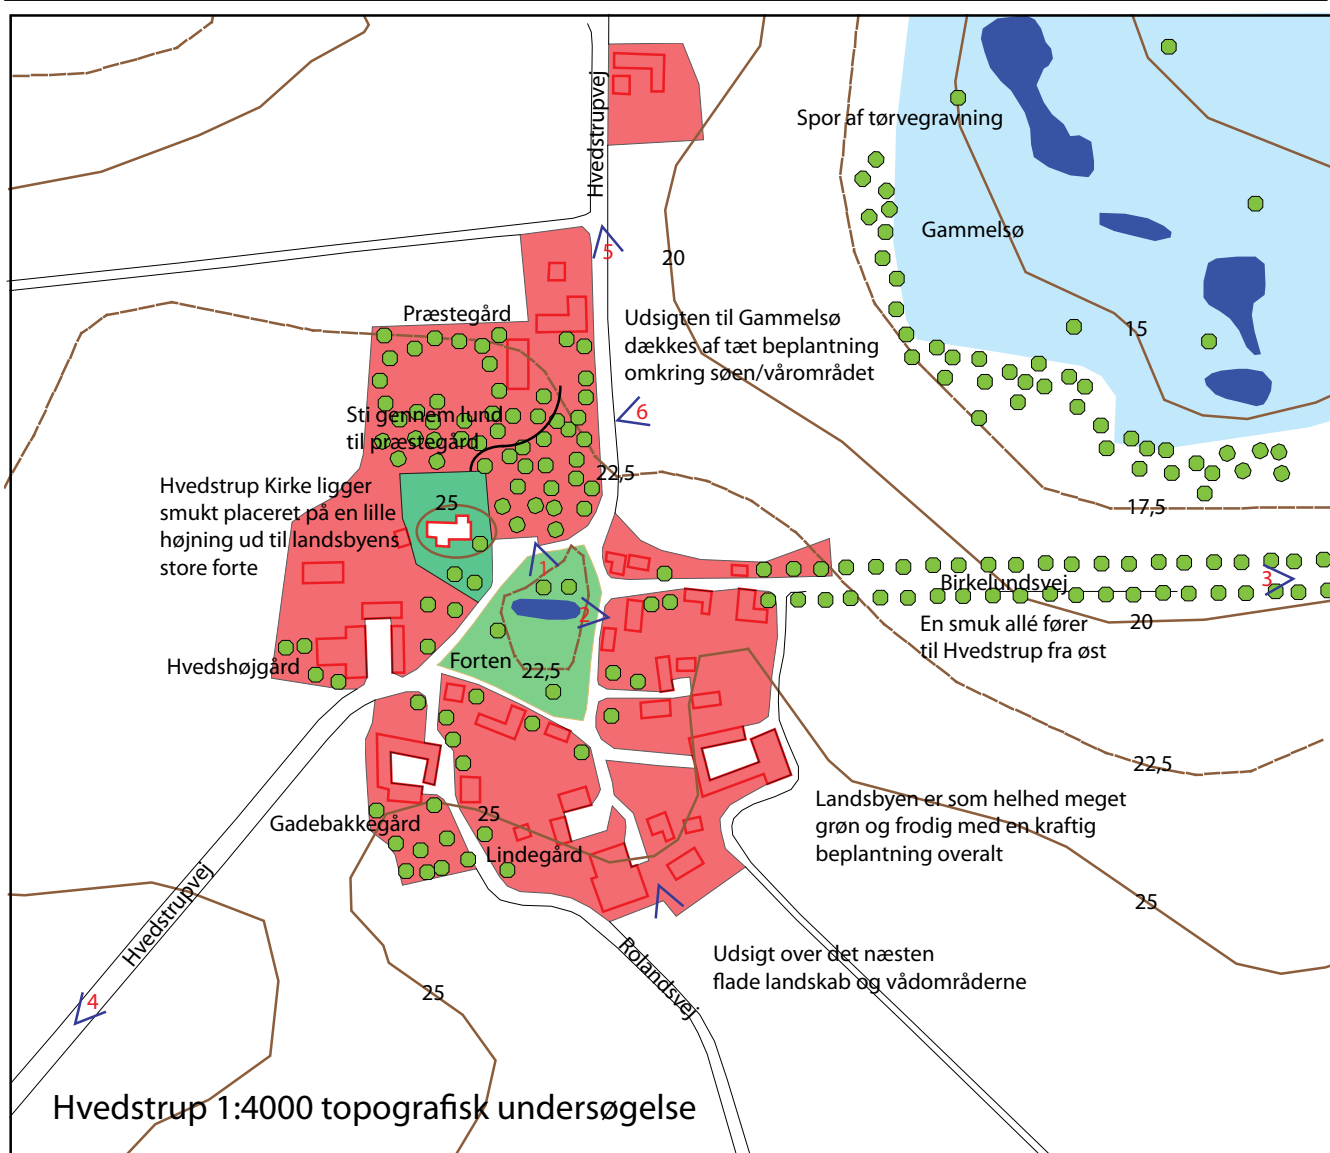 Hvedstrupvej
Spor af tørvegravning
Gammelsø
5
20
Præstegård
Udsigten til Gammelsø
dækkes af tæt beplantning
omkring søen/vårområdet
15
6
Sti gennem lund
til præstegård
22,5
Hvedstrup Kirke ligger
smukt placeret på en lille
højning ud til landsbyens
store forte
25
17,5
1
Birkelundsvej
3
2
En smuk allé fører
til Hvedstrup fra øst
20
Hvedshøjgård
Forten
22,5
22,5
Landsbyen er som helhed meget
grøn og frodig med en kraftig
beplantning overalt
Gadebakkegård
25
Lindegård
25
Hvedstrupvej
Rolandsvej
Udsigt over det næsten
flade landskab og vådområderne
4
25
Hvedstrup 1:4000 topografisk undersøgelse